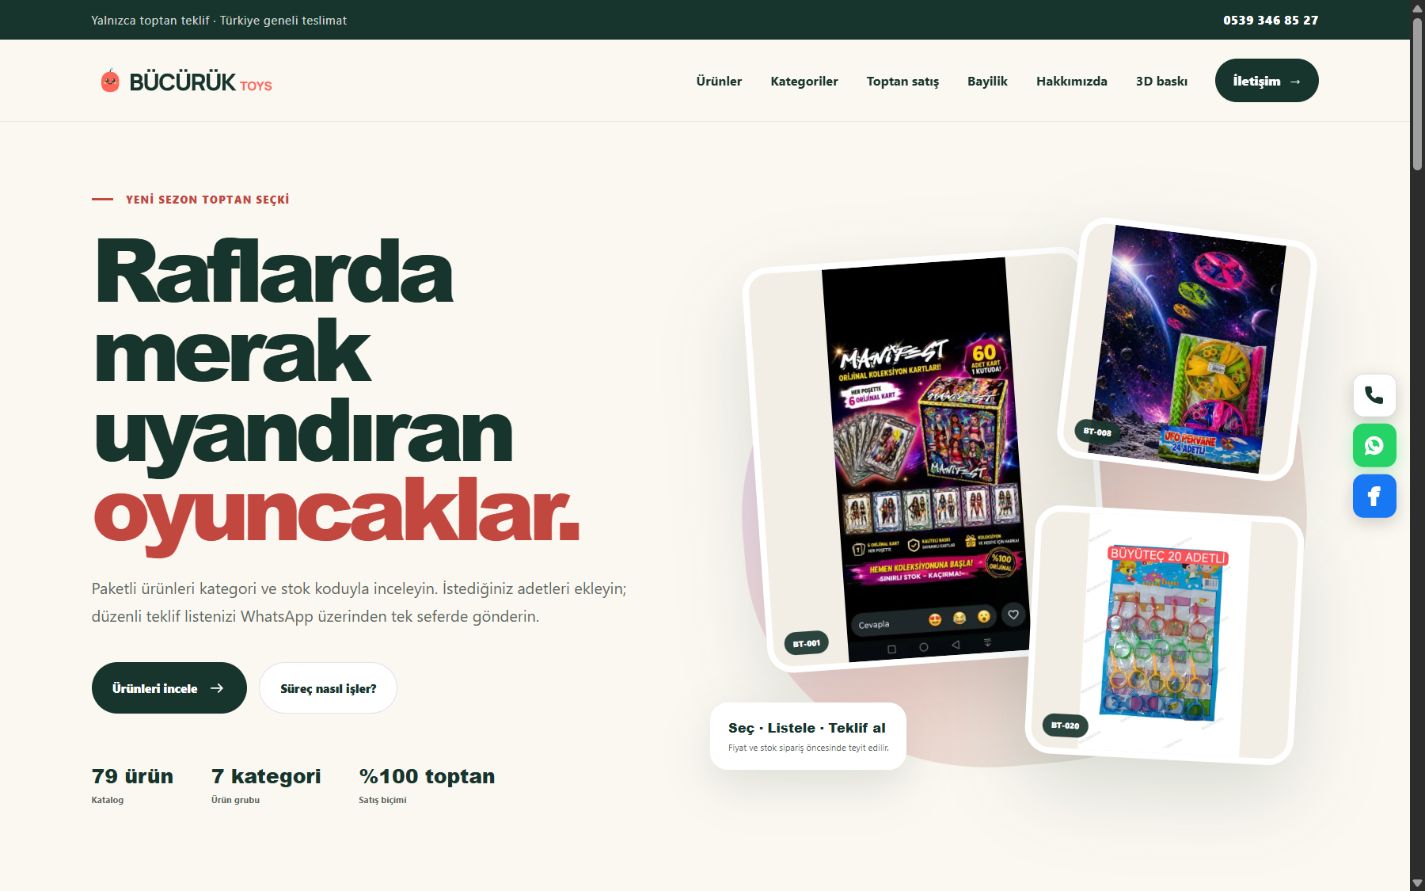 Yalnızca toptan teklif · Türkiye geneli teslimat
0539 346 85 27
BÜCÜRÜK TOYS
Ürünler
Kategoriler
Toptan satış
Bayilik
Hakkımızda
3D baskı
İletişim →
YENİ SEZON TOPTAN SEÇKİ
Raflarda
merak
uyandıran
oyuncaklar.
Paketli ürünleri kategori ve stok koduyla inceleyin. İstediğiniz adetleri ekleyin;
düzenli teklif listenizi WhatsApp üzerinden tek seferde gönderin.
Ürünleri incele →
Süreç nasıl işler?
79 ürün
Katalog
7 kategori
Ürün grubu
%100 toptan
Satış biçimi
MANİFEST
ORİJİNAL KOLEKSİYON KARTLARI!
60
ADET KART
1 KUTUDA!
HER POŞETTE
6 ORİJİNAL KART
MANİFEST
HEMEN KOLEKSİYONUNA BAŞLA!
SINIRLI STOK - KAÇIRMA!
%100
ORİJİNAL
Cevapla
BT-001
UFO PERVANE
24 ADETLİ
BT-008
BÜYÜTEÇ 20 ADETLİ
BT-020
Seç · Listele · Teklif al
Fiyat ve stok sipariş öncesinde teyit edilir.